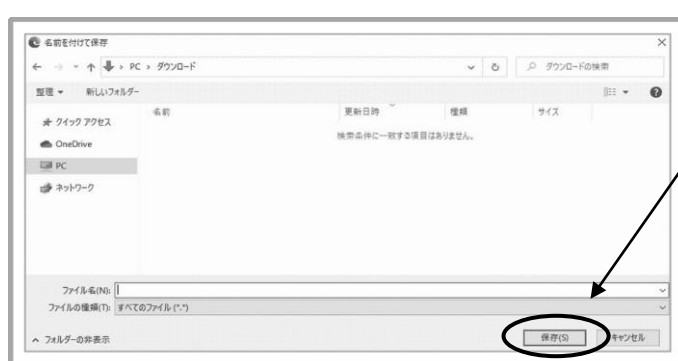 名前を付けて保存
PC › ダウンロード
ダウンロードの検索
整理 新しいフォルダー
名前 更新日時 種類 サイズ
検索条件に一致する項目はありません。
クイック アクセス
OneDrive
PC
ネットワーク
ファイル名(N):
ファイルの種類(T): すべてのファイル (*.*)
フォルダーの非表示
保存(S) キャンセル